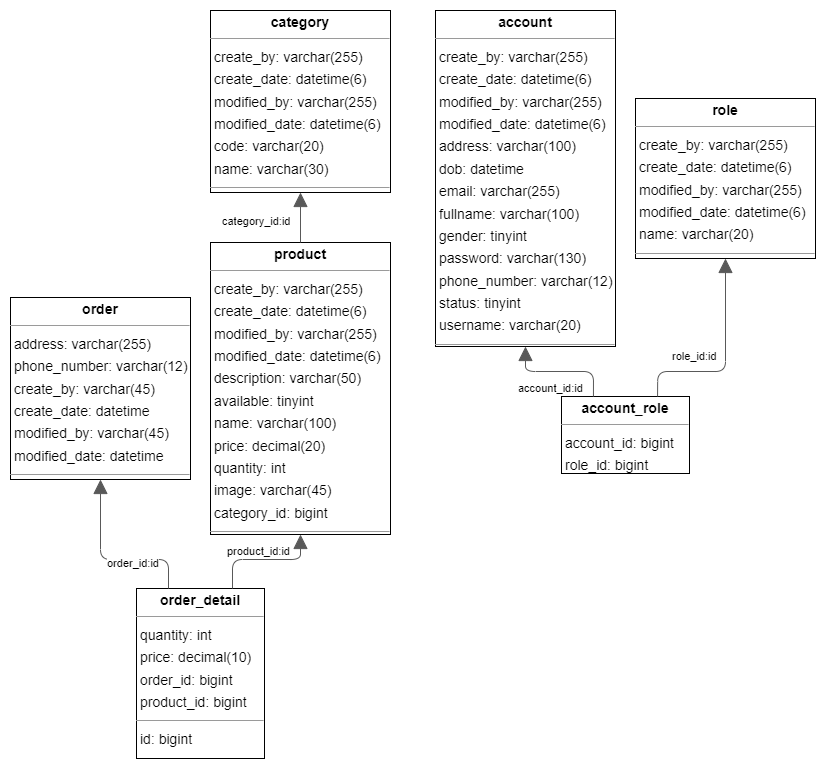 category
create_by: varchar(255)
create_date: datetime(6)
modified_by: varchar(255)
modified_date: datetime(6)
code: varchar(20)
name: varchar(30)
category_id:id
account
create_by: varchar(255)
create_date: datetime(6)
modified_by: varchar(255)
modified_date: datetime(6)
address: varchar(100)
dob: datetime
email: varchar(255)
fullname: varchar(100)
gender: tinyint
password: varchar(130)
phone_number: varchar(12)
status: tinyint
username: varchar(20)
role
create_by: varchar(255)
create_date: datetime(6)
modified_by: varchar(255)
modified_date: datetime(6)
name: varchar(20)
product
create_by: varchar(255)
create_date: datetime(6)
modified_by: varchar(255)
modified_date: datetime(6)
description: varchar(50)
available: tinyint
name: varchar(100)
price: decimal(20)
quantity: int
image: varchar(45)
category_id: bigint
order
address: varchar(255)
phone_number: varchar(12)
create_by: varchar(45)
create_date: datetime
modified_by: varchar(45)
modified_date: datetime
role_id:id
account_id:id
account_role
account_id: bigint
role_id: bigint
product_id:id
order_id:id
order_detail
quantity: int
price: decimal(10)
order_id: bigint
product_id: bigint
id: bigint